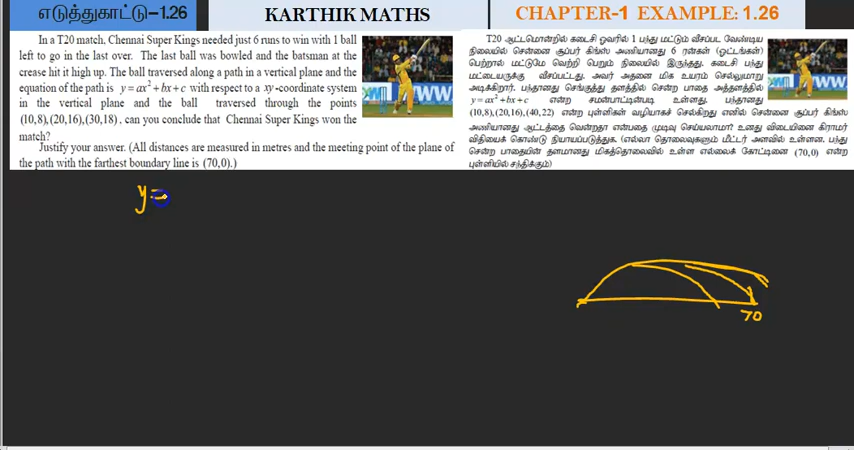 எடுத்துகாட்டு-1.26
KARTHIK MATHS
CHAPTER-1 EXAMPLE: 1.26
In a T20 match, Chennai Super Kings needed just 6 runs to win with 1 ball
left to go in the last over. The last ball was bowled and the batsman at the
crease hit it high up. The ball traversed along a path in a vertical plane and the
equation of the path is y = ax² + bx + c with respect to a xy-coordinate system
in the vertical plane and the ball traversed through the points
(10,8),(20,16),(30,18), can you conclude that Chennai Super Kings won the
match?
Justify your answer. (All distances are measured in metres and the meeting point of the plane of
the path with the farthest boundary line is (70,0).)
T20 ஆட்டமொன்றில் கடைசி ஓவரில் 1 பந்து மட்டும் வீசப்பட வேண்டிய
நிலையில் சென்னை சூப்பர் கிங்ஸ் அணியானது 6 ரன்கள் (ஓட்டங்கள்)
பெற்றால் மட்டுமே வெற்றி பெறும் நிலையில் இருந்தது. கடைசி பந்து
மட்டையருக்கு வீசப்பட்டது. அவர் அதனை மிக உயரம் செல்லுமாறு
அடிக்கிறார். பந்தானது செங்குத்து தளத்தில் சென்ற பாதை அத்தளத்தில்
y = ax² + bx + c என்ற சமன்பாட்டின்படி உள்ளது. பந்தானது
(10,8),(20,16),(40,22) என்ற புள்ளிகள் வழியாகச் செல்கிறது எனில் சென்னை சூப்பர் கிங்ஸ்
அணியானது ஆட்டத்தை வென்றதா என்பதை முடிவு செய்யலாமா? உனது விடையினை கிராமர்
விதியைக் கொண்டு நியாயப்படுத்துக. (எல்லா தொலைவுகளும் மீட்டர் அளவில் உள்ளன. பந்து
சென்ற பாதையின் தளமானது மிகத்தொலைவில் உள்ள எல்லைக் கோட்டினை (70,0) என்ற
புள்ளியில் சந்திக்கும்)
y=
70